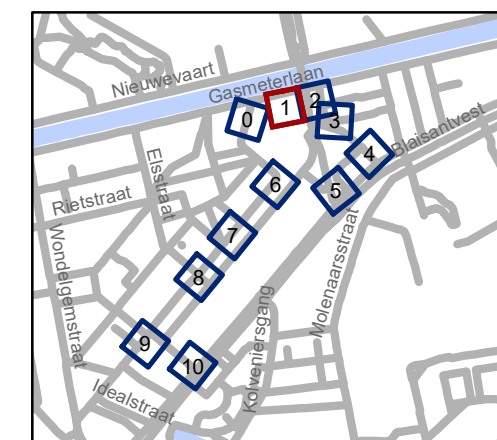 Nieuwevaart
Gasmeterlaan
0
1
2
3
4
Blaisantvest
5
6
Elsstraat
Rietstraat
7
Wondelgemstraat
8
Molenaarsstraat
Kolveniersgang
9
10
Idealstraat